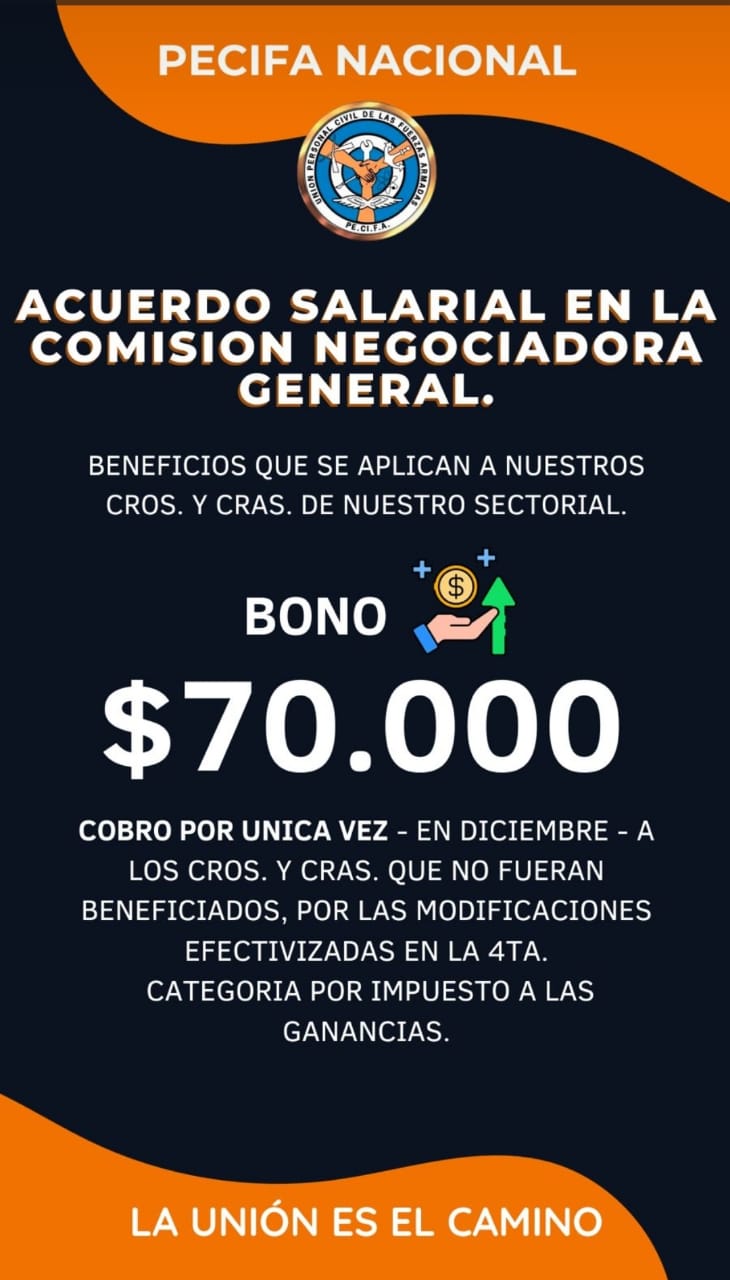 PECIFA NACIONAL
UNION PERSONAL CIVIL DE LAS FUERZAS ARMADAS
PE.CI.F.A.
ACUERDO SALARIAL EN LA
COMISION NEGOCIADORA
GENERAL.
BENEFICIOS QUE SE APLICAN A NUESTROS
CROS. Y CRAS. DE NUESTRO SECTORIAL.
$
BONO
$70.000
COBRO POR UNICA VEZ - EN DICIEMBRE - A
LOS CROS. Y CRAS. QUE NO FUERAN
BENEFICIADOS, POR LAS MODIFICACIONES
EFECTIVIZADAS EN LA 4TA.
CATEGORIA POR IMPUESTO A LAS
GANANCIAS.
LA UNIÓN ES EL CAMINO